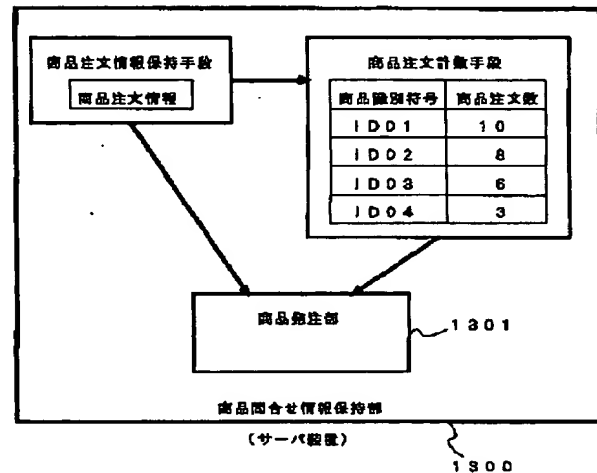 商品注文情報保持手段
商品注文情報
商品注文計数手段
商品識別符号 商品注文数
ID01 10
ID02 8
ID03 6
ID04 3
商品発注部
1301
商品問合せ情報保持部
(サーバ装置)
1300